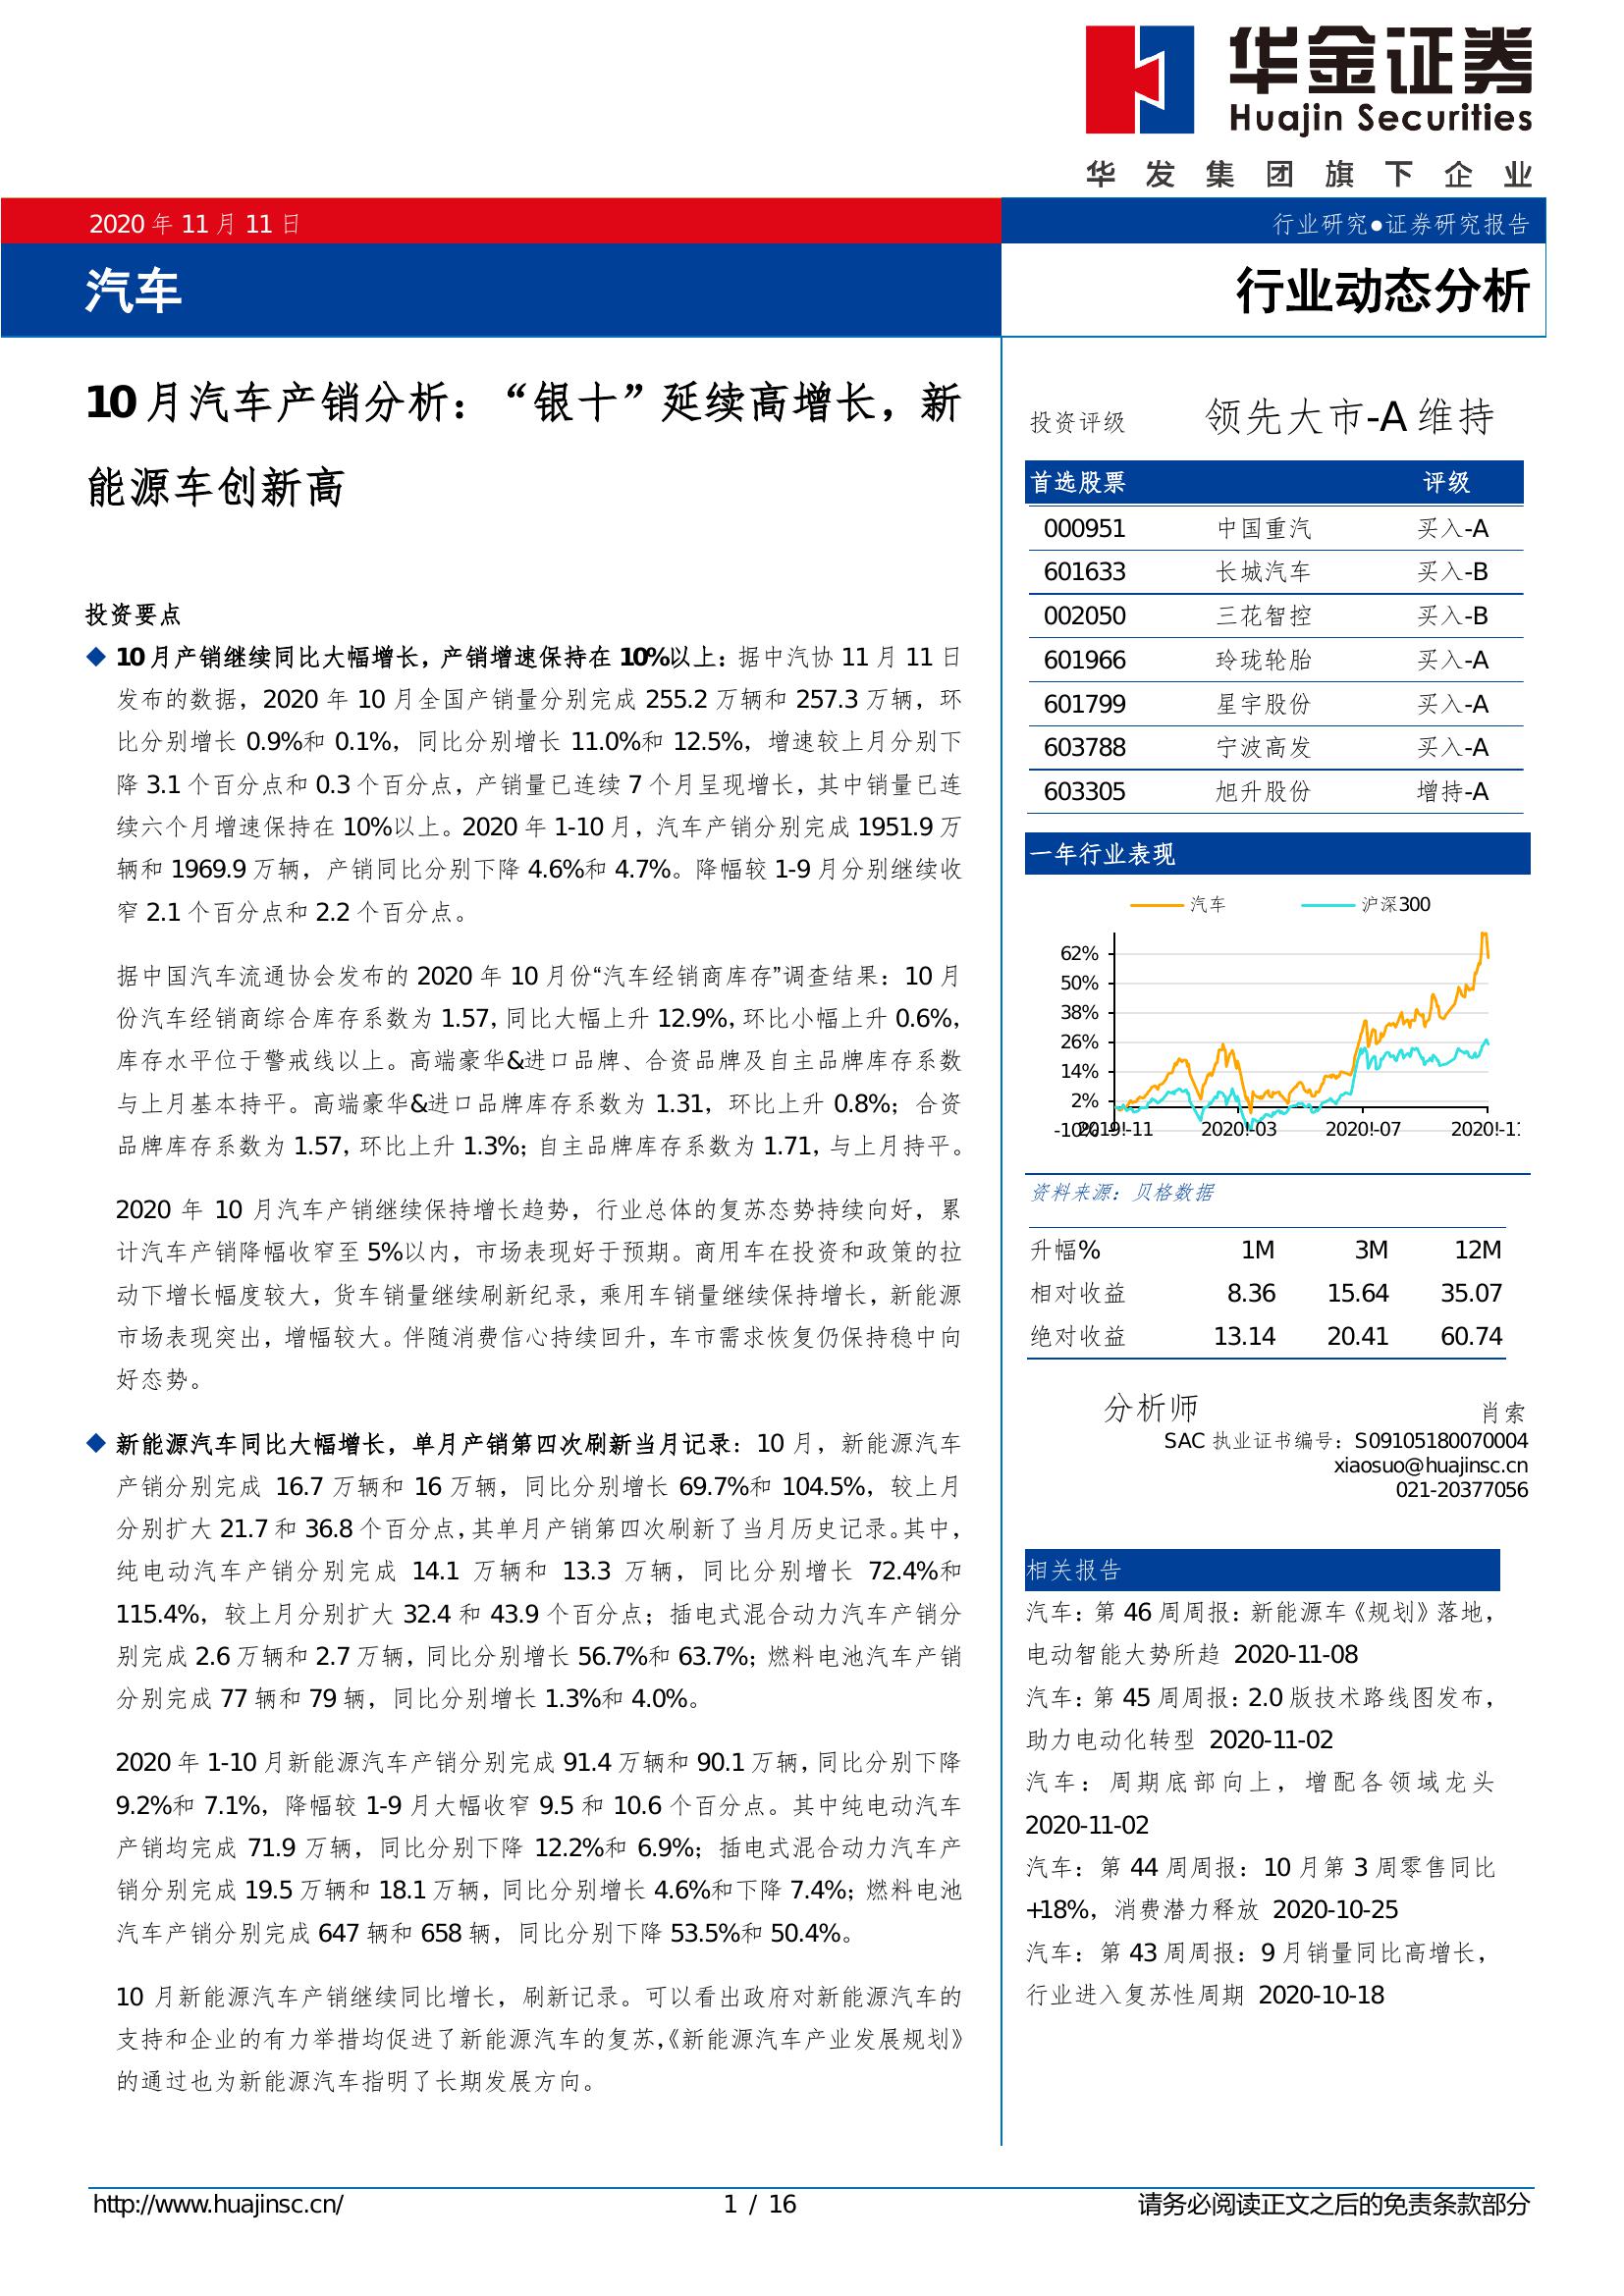 华金证券
Huajin Securities
华发集团旗下企业
2020 年 11 月 11 日
行业研究●证券研究报告
汽车
行业动态分析
10 月汽车产销分析：“银十”延续高增长，新
能源车创新高
投资要点
◆ 10 月产销继续同比大幅增长，产销增速保持在 10%以上：据中汽协 11 月 11 日
发布的数据，2020 年 10 月全国产销量分别完成 255.2 万辆和 257.3 万辆，环
比分别增长 0.9%和 0.1%，同比分别增长 11.0%和 12.5%，增速较上月分别下
降 3.1 个百分点和 0.3 个百分点，产销量已连续 7 个月呈现增长，其中销量已连
续六个月增速保持在 10%以上。2020 年 1-10 月，汽车产销分别完成 1951.9 万
辆和 1969.9 万辆，产销同比分别下降 4.6%和 4.7%。降幅较 1-9 月分别继续收
窄 2.1 个百分点和 2.2 个百分点。
据中国汽车流通协会发布的 2020 年 10 月份“汽车经销商库存”调查结果：10 月
份汽车经销商综合库存系数为 1.57，同比大幅上升 12.9%，环比小幅上升 0.6%，
库存水平位于警戒线以上。高端豪华&进口品牌、合资品牌及自主品牌库存系数
与上月基本持平。高端豪华&进口品牌库存系数为 1.31，环比上升 0.8%；合资
品牌库存系数为 1.57，环比上升 1.3%；自主品牌库存系数为 1.71，与上月持平。
2020 年 10 月汽车产销继续保持增长趋势，行业总体的复苏态势持续向好，累
计汽车产销降幅收窄至 5%以内，市场表现好于预期。商用车在投资和政策的拉
动下增长幅度较大，货车销量继续刷新纪录，乘用车销量继续保持增长，新能源
市场表现突出，增幅较大。伴随消费信心持续回升，车市需求恢复仍保持稳中向
好态势。
◆ 新能源汽车同比大幅增长，单月产销第四次刷新当月记录：10 月，新能源汽车
产销分别完成 16.7 万辆和 16 万辆，同比分别增长 69.7%和 104.5%，较上月
分别扩大 21.7 和 36.8 个百分点，其单月产销第四次刷新了当月历史记录。其中，
纯电动汽车产销分别完成 14.1 万辆和 13.3 万辆，同比分别增长 72.4%和
115.4%，较上月分别扩大 32.4 和 43.9 个百分点；插电式混合动力汽车产销分
别完成 2.6 万辆和 2.7 万辆，同比分别增长 56.7%和 63.7%；燃料电池汽车产销
分别完成 77 辆和 79 辆，同比分别增长 1.3%和 4.0%。
2020 年 1-10 月新能源汽车产销分别完成 91.4 万辆和 90.1 万辆，同比分别下降
9.2%和 7.1%，降幅较 1-9 月大幅收窄 9.5 和 10.6 个百分点。其中纯电动汽车
产销均完成 71.9 万辆，同比分别下降 12.2%和 6.9%；插电式混合动力汽车产
销分别完成 19.5 万辆和 18.1 万辆，同比分别增长 4.6%和下降 7.4%；燃料电池
汽车产销分别完成 647 辆和 658 辆，同比分别下降 53.5%和 50.4%。
10 月新能源汽车产销继续同比增长，刷新记录。可以看出政府对新能源汽车的
支持和企业的有力举措均促进了新能源汽车的复苏，《新能源汽车产业发展规划》
的通过也为新能源汽车指明了长期发展方向。
投资评级 领先大市-A 维持
首选股票 评级
000951 中国重汽 买入-A
601633 长城汽车 买入-B
002050 三花智控 买入-B
601966 玲珑轮胎 买入-A
601799 星宇股份 买入-A
603788 宁波高发 买入-A
603305 旭升股份 增持-A
一年行业表现
汽车 沪深300
62%
50%
38%
26%
14%
2%
-10%
2019!-11 2020!-03 2020!-07 2020!-11
资料来源：贝格数据
升幅% 1M 3M 12M
相对收益 8.36 15.64 35.07
绝对收益 13.14 20.41 60.74
分析师 肖索
SAC 执业证书编号：S09105180070004
xiaosuo@huajinsc.cn
021-20377056
相关报告
汽车：第 46 周周报：新能源车《规划》落地，
电动智能大势所趋 2020-11-08
汽车：第 45 周周报：2.0 版技术路线图发布，
助力电动化转型 2020-11-02
汽车：周期底部向上，增配各领域龙头
2020-11-02
汽车：第 44 周周报：10 月第 3 周零售同比
+18%，消费潜力释放 2020-10-25
汽车：第 43 周周报：9 月销量同比高增长，
行业进入复苏性周期 2020-10-18
http://www.huajinsc.cn/ 1 / 16 请务必阅读正文之后的免责条款部分